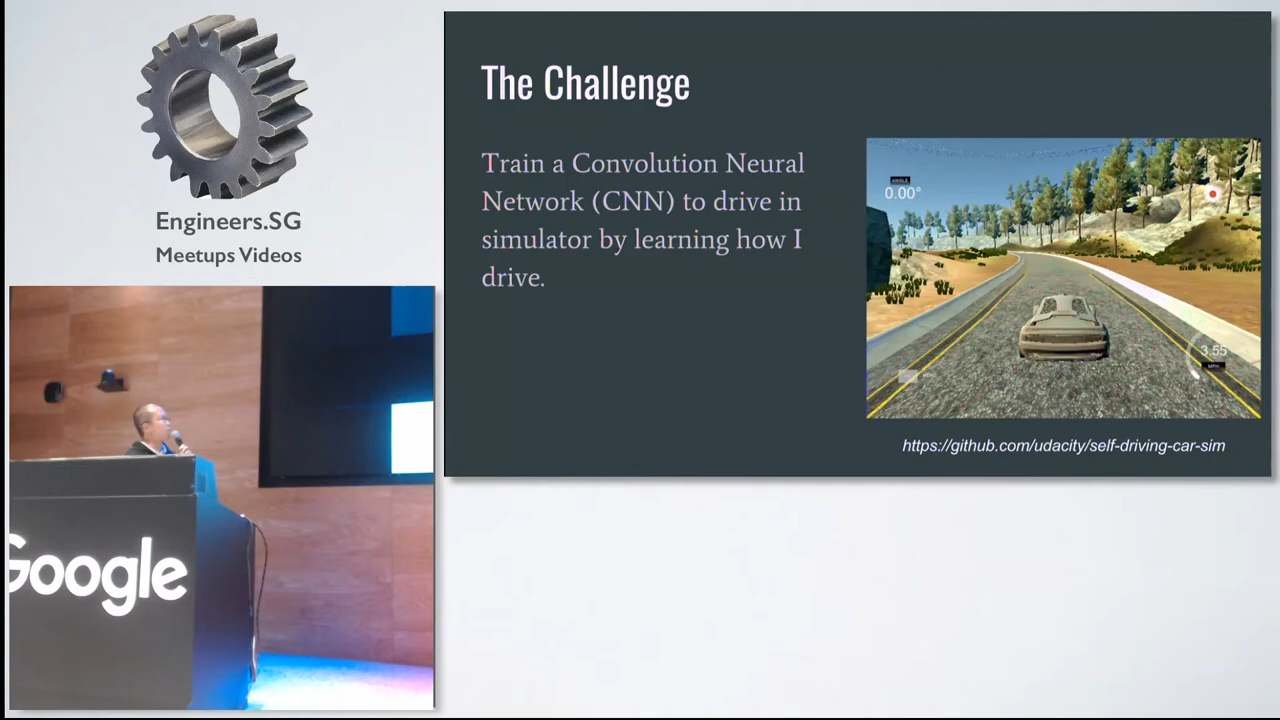 Engineers.SG
Meetups Videos
Google
The Challenge
Train a Convolution Neural
Network (CNN) to drive in
simulator by learning how I
drive.
ANGLE
0.00°
3.55
MPH
https://github.com/udacity/self-driving-car-sim